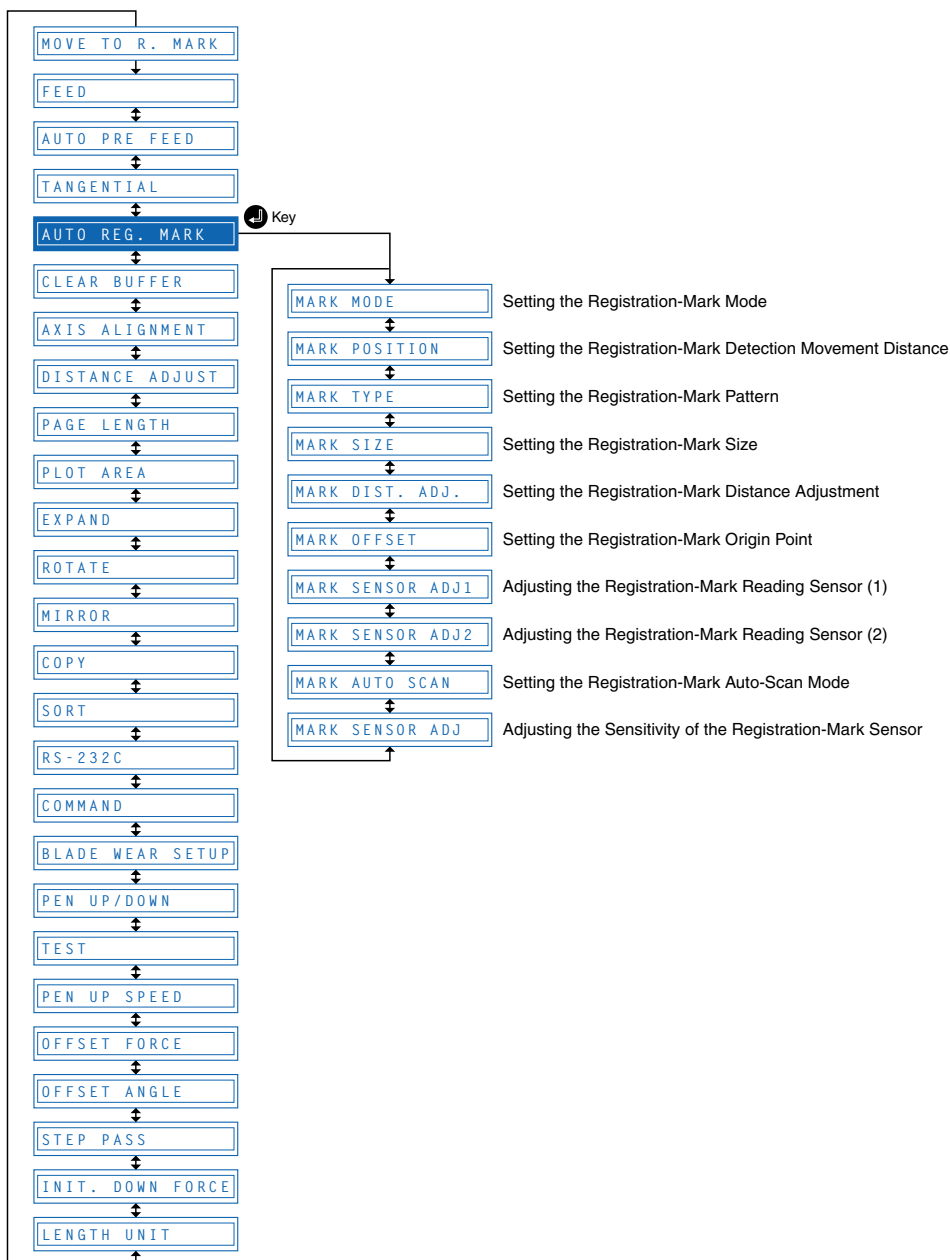 MOVE TO R. MARK
FEED
AUTO PRE FEED
TANGENTIAL
AUTO REG. MARK
Key
CLEAR BUFFER
AXIS ALIGNMENT
DISTANCE ADJUST
PAGE LENGTH
PLOT AREA
EXPAND
ROTATE
MIRROR
COPY
SORT
RS-232C
COMMAND
BLADE WEAR SETUP
PEN UP/DOWN
TEST
PEN UP SPEED
OFFSET FORCE
OFFSET ANGLE
STEP PASS
INIT. DOWN FORCE
LENGTH UNIT
MARK MODE Setting the Registration-Mark Mode
MARK POSITION Setting the Registration-Mark Detection Movement Distance
MARK TYPE Setting the Registration-Mark Pattern
MARK SIZE Setting the Registration-Mark Size
MARK DIST. ADJ. Setting the Registration-Mark Distance Adjustment
MARK OFFSET Setting the Registration-Mark Origin Point
MARK SENSOR ADJ1 Adjusting the Registration-Mark Reading Sensor (1)
MARK SENSOR ADJ2 Adjusting the Registration-Mark Reading Sensor (2)
MARK AUTO SCAN Setting the Registration-Mark Auto-Scan Mode
MARK SENSOR ADJ Adjusting the Sensitivity of the Registration-Mark Sensor